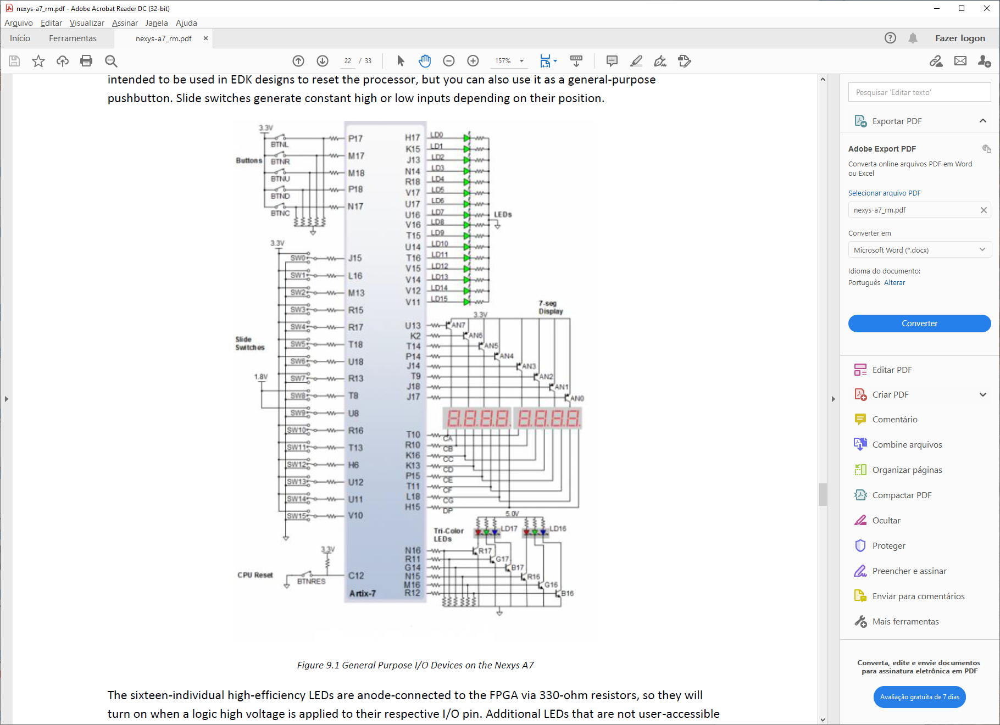 nexys-a7_rm.pdf - Adobe Acrobat Reader DC (32-bit)
Arquivo Editar Visualizar Assinar Janela Ajuda
Início Ferramentas nexys-a7_rm.pdf Fazer logon
22 / 33 157%
intended to be used in EDK designs to reset the processor, but you can also use it as a general-purpose
pushbutton. Slide switches generate constant high or low inputs depending on their position.
3.3V
Buttons
BTNL P17
BTNR M17
BTNU M18
BTND P18
BTNC N17
H17 LD0
K15 LD1
J13 LD2
N14 LD3
R18 LD4
V17 LD5
U17 LD6
U16 LD7
V16 LD8
T15 LD9
U14 LD10
T16 LD11
V15 LD12
V14 LD13
V12 LD14
V11 LD15
LEDs
3.3V
Slide
Switches
1.8V
SW0 J15
SW1 L16
SW2 M13
SW3 R15
SW4 R17
SW5 T18
SW6 U18
SW7 R13
SW8 T8
SW9 U8
SW10 R16
SW11 T13
SW12 H6
SW13 U12
SW14 U11
SW15 V10
7-seg
Display
3.3V
U13 AN7
K2 AN6
T14 AN5
P14 AN4
J14 AN3
T9 AN2
J18 AN1
J17 AN0
8.8.8.8. 8.8.8.8.
T10 CA
R10 CB
K16 CC
K13 CD
P15 CE
T11 CF
L18 CG
H15 DP
5.0V
Tri-Color
LEDs
LD17 LD16
N16 R17
R11 G17
G14 B17
N15 R16
M16 G16
R12 B16
3.3V
CPU Reset
BTNRES C12
Artix-7
Figure 9.1 General Purpose I/O Devices on the Nexys A7
The sixteen-individual high-efficiency LEDs are anode-connected to the FPGA via 330-ohm resistors, so they will
turn on when a logic high voltage is applied to their respective I/O pin. Additional LEDs that are not user-accessible
Pesquisar 'Editar texto'
Exportar PDF
Adobe Export PDF
Converta online arquivos PDF em Word
ou Excel
Selecionar arquivo PDF
nexys-a7_rm.pdf
Converter em
Microsoft Word (*.docx)
Idioma do documento:
Português Alterar
Converter
Editar PDF
Criar PDF
Comentário
Combine arquivos
Organizar páginas
Compactar PDF
Ocultar
Proteger
Preencher e assinar
Enviar para comentários
Mais ferramentas
Converta, edite e envie documentos
para assinatura eletrônica em PDF
Avaliação gratuita de 7 dias